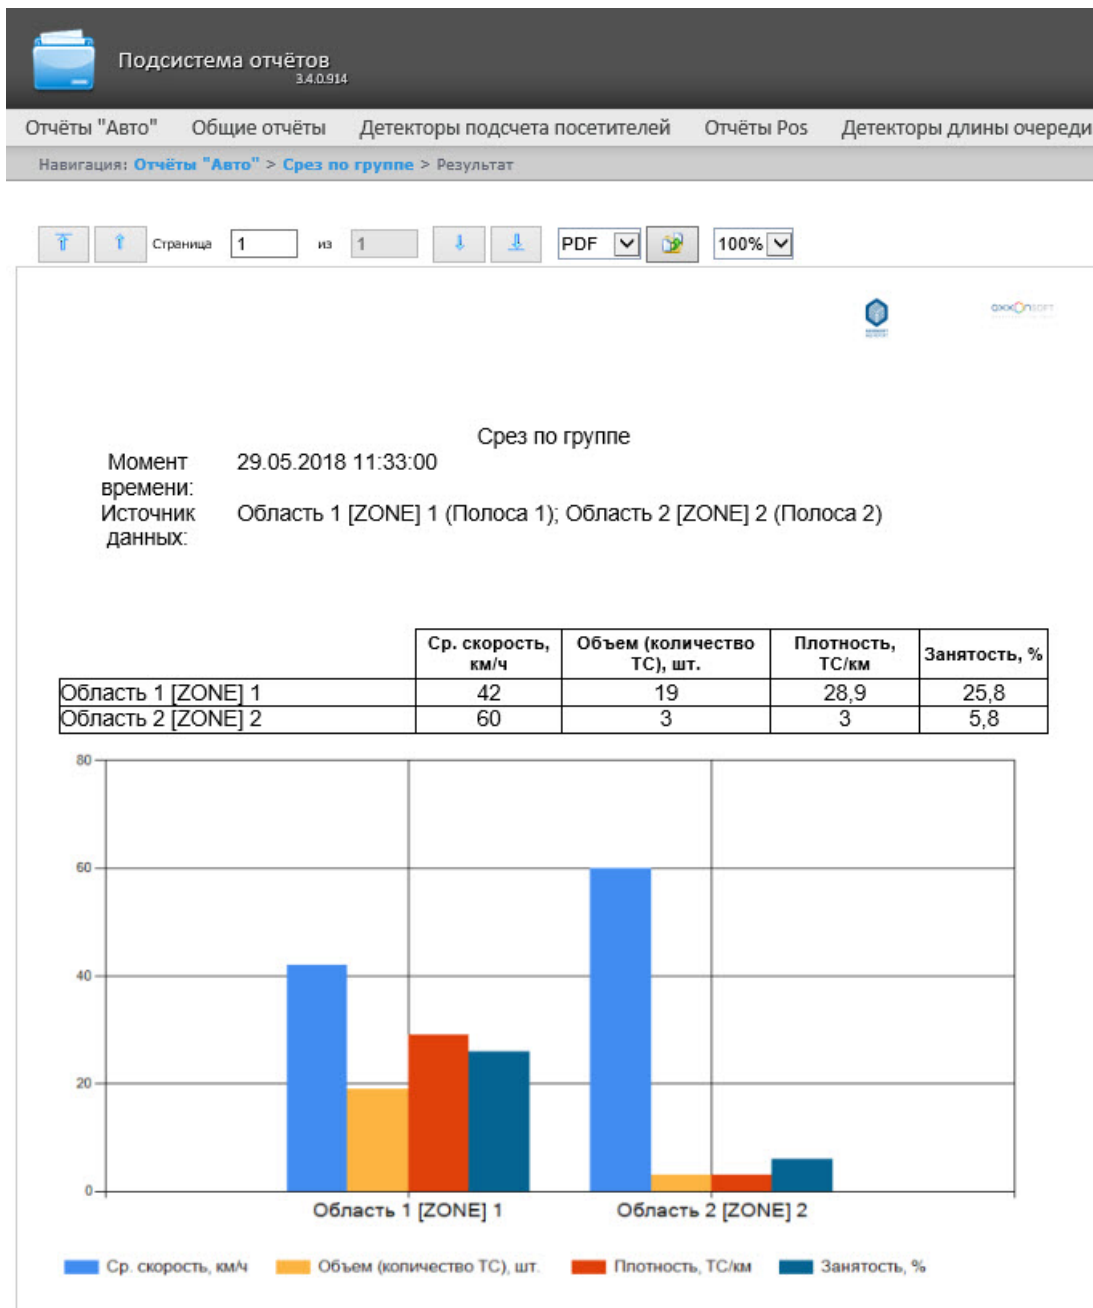 Подсистема отчётов
3.4.0.914
Отчёты "Авто" Общие отчёты Детекторы подсчета посетителей Отчёты Pos Детекторы длины очереди
Навигация: Отчёты "Авто" > Срез по группе > Результат
Страница 1 из 1 PDF 100%
Срез по группе
Момент 29.05.2018 11:33:00
времени:
Источник Область 1 [ZONE] 1 (Полоса 1); Область 2 [ZONE] 2 (Полоса 2)
данных:
Ср. скорость, Объем (количество Плотность, Занятость, %
км/ч ТС), шт. ТС/км
Область 1 [ZONE] 1 42 19 28,9 25,8
Область 2 [ZONE] 2 60 3 3 5,8
80
60
40
20
0
Область 1 [ZONE] 1 Область 2 [ZONE] 2
Ср. скорость, км/ч Объем (количество ТС), шт. Плотность, ТС/км Занятость, %